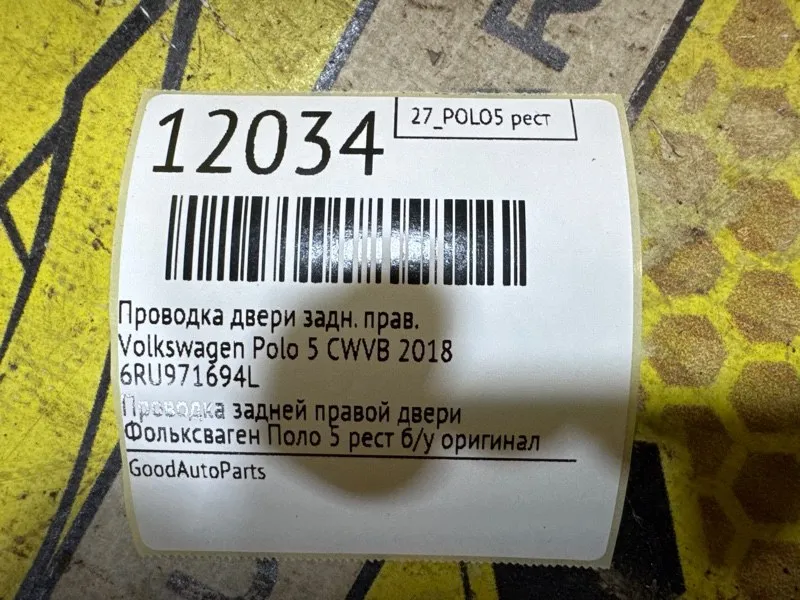 12034
27_POLO5 рест
Проводка двери задн. прав.
Volkswagen Polo 5 CWVB 2018
6RU971694L
Проводка задней правой двери
Фольксваген Поло 5 рест б/у оригинал
GoodAutoParts